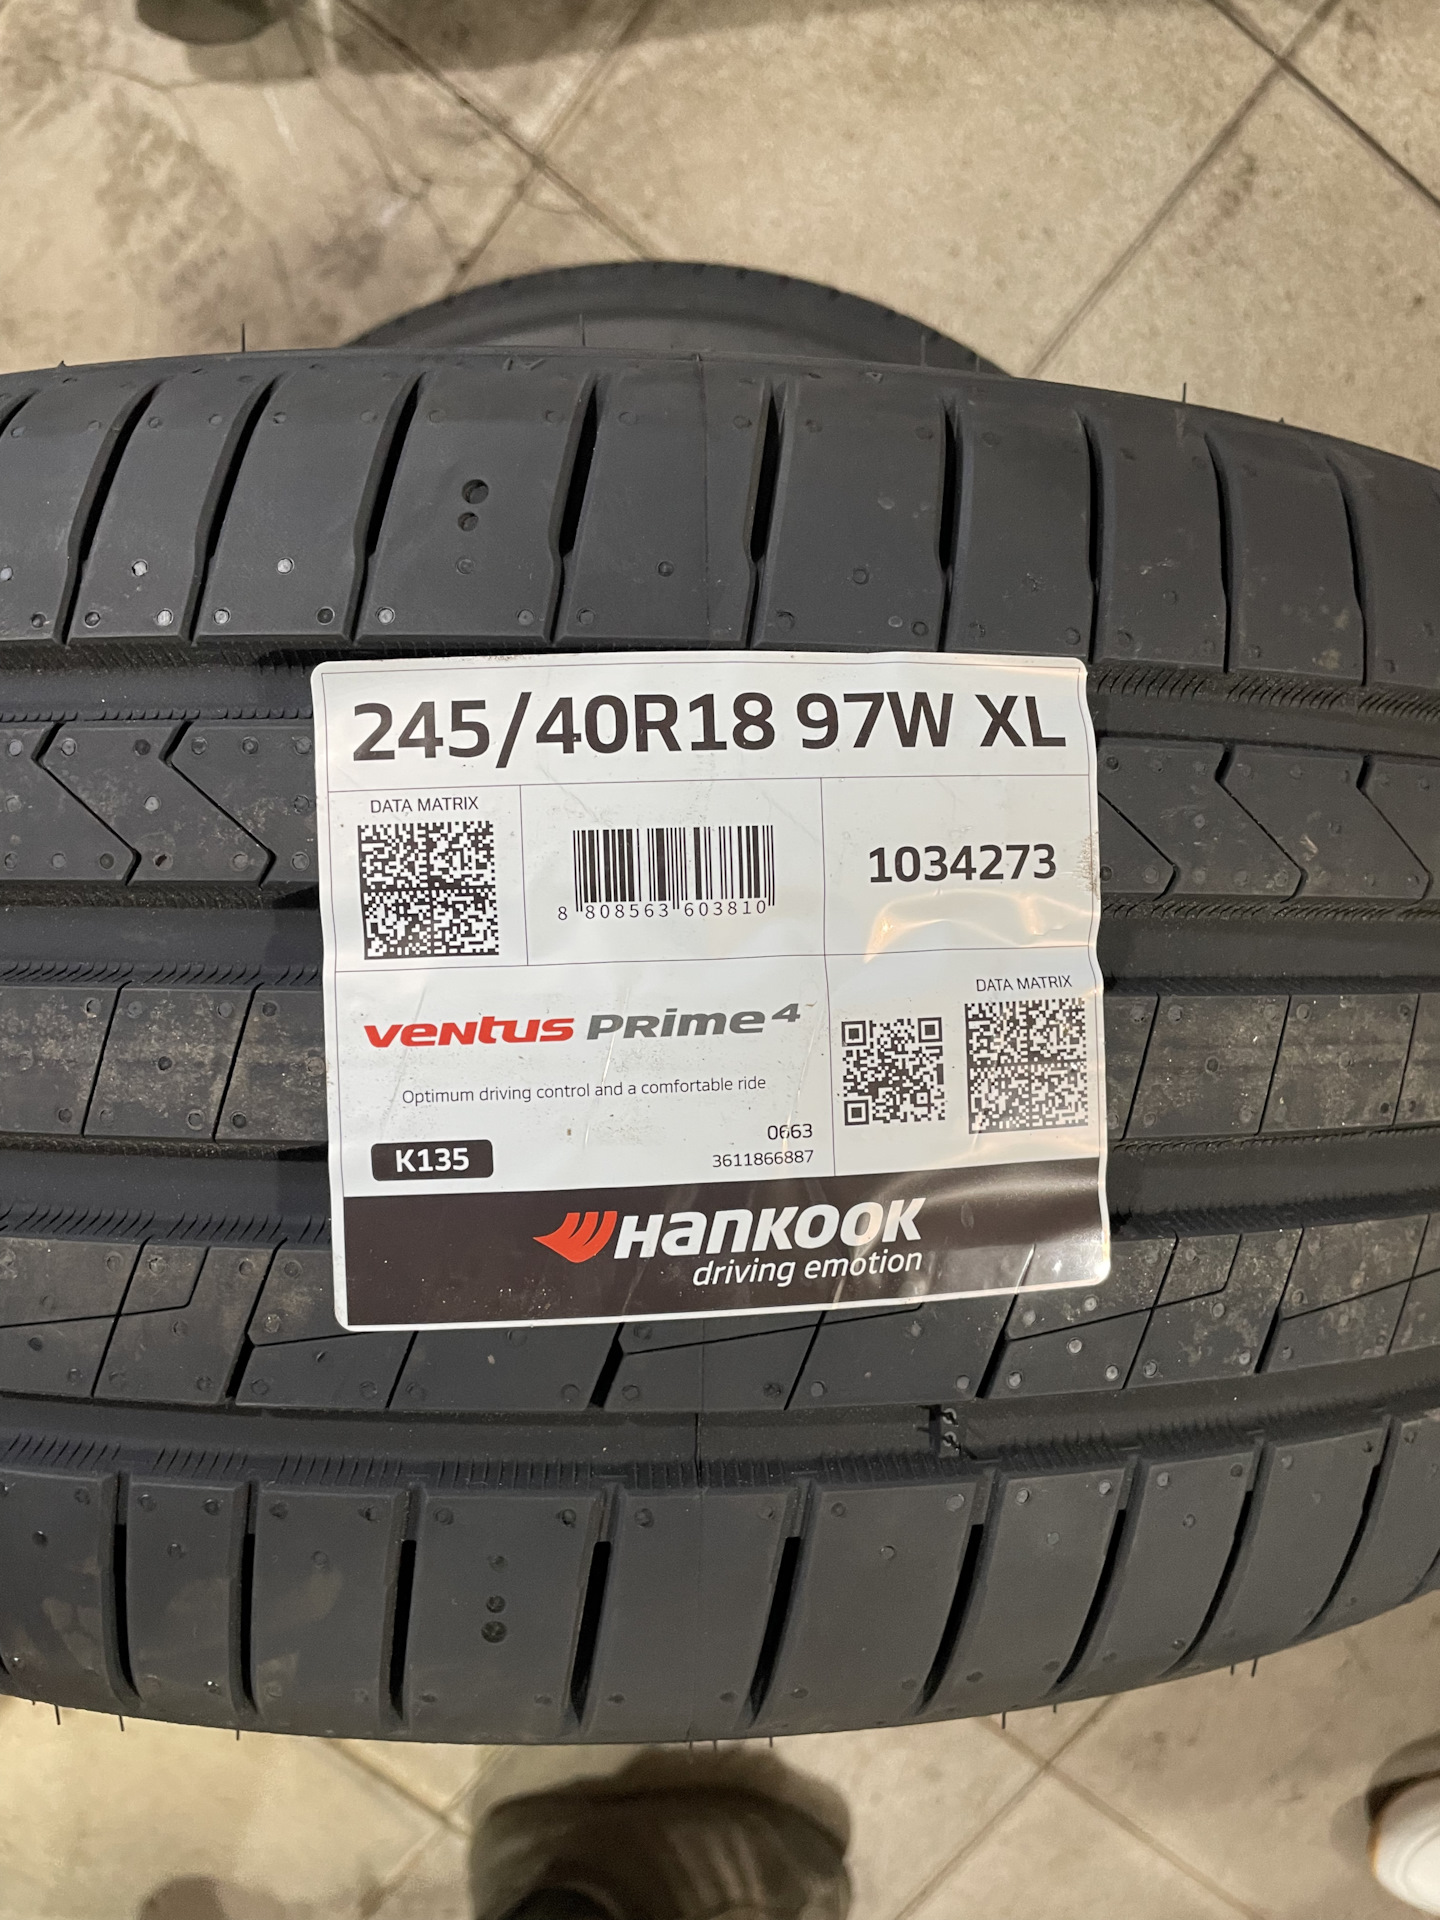 245/40R18 97W XL
DATA MATRIX
8 808563 603810
1034273
ventus prime4
Optimum driving control and a comfortable ride
K135
0663
3611866887
DATA MATRIX
Hankook
driving emotion